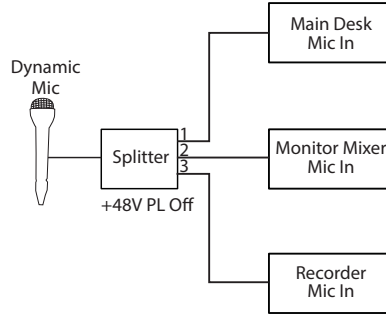 Main Desk
Mic In
Dynamic
Mic
1
Splitter
2
3
Monitor Mixer
Mic In
+48V PL Off
Recorder
Mic In